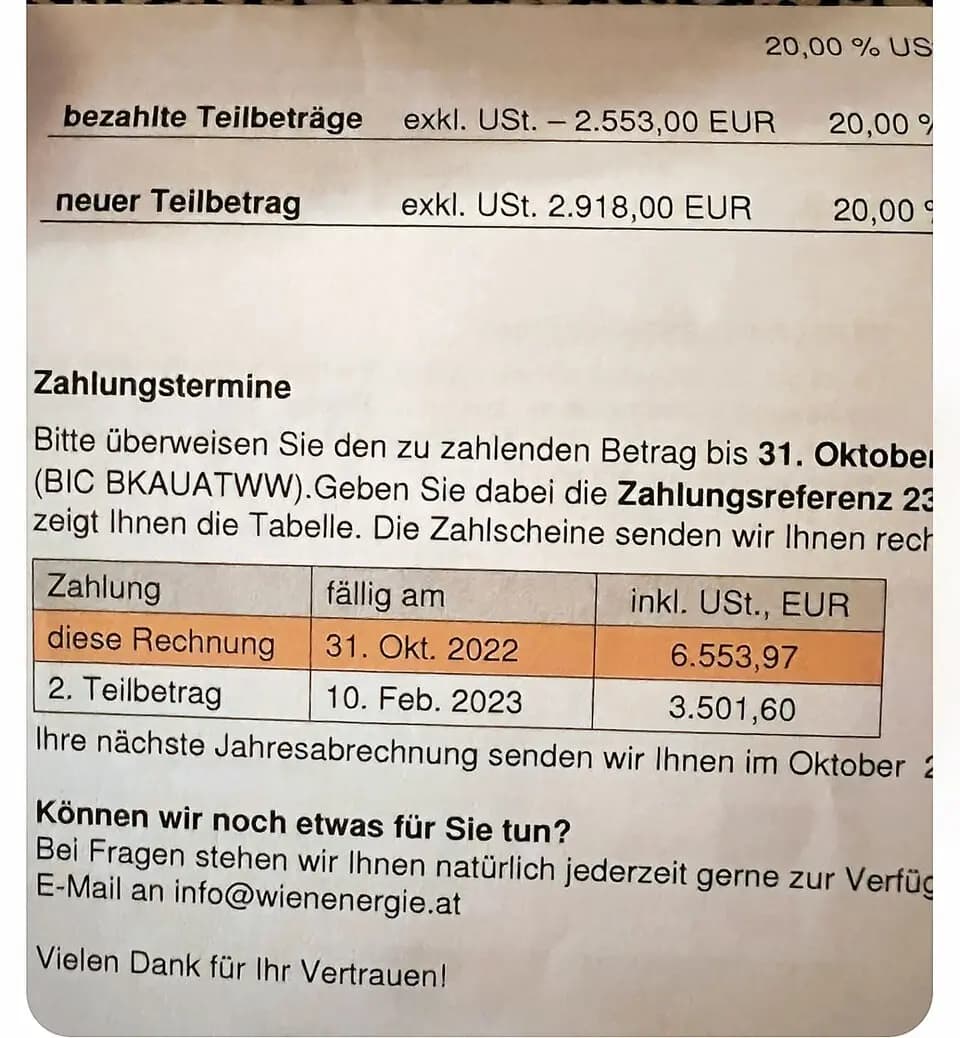 20,00 % US
bezahlte Teilbeträge exkl. USt. – 2.553,00 EUR 20,00 %
neuer Teilbetrag exkl. USt. 2.918,00 EUR 20,00 %
Zahlungstermine
Bitte überweisen Sie den zu zahlenden Betrag bis 31. Oktober
(BIC BKAUATWW).Geben Sie dabei die Zahlungsreferenz 23
zeigt Ihnen die Tabelle. Die Zahlscheine senden wir Ihnen rech
Zahlung fällig am inkl. USt., EUR
diese Rechnung 31. Okt. 2022 6.553,97
2. Teilbetrag 10. Feb. 2023 3.501,60
Ihre nächste Jahresabrechnung senden wir Ihnen im Oktober 2
Können wir noch etwas für Sie tun?
Bei Fragen stehen wir Ihnen natürlich jederzeit gerne zur Verfüg
E-Mail an info@wienenergie.at
Vielen Dank für Ihr Vertrauen!